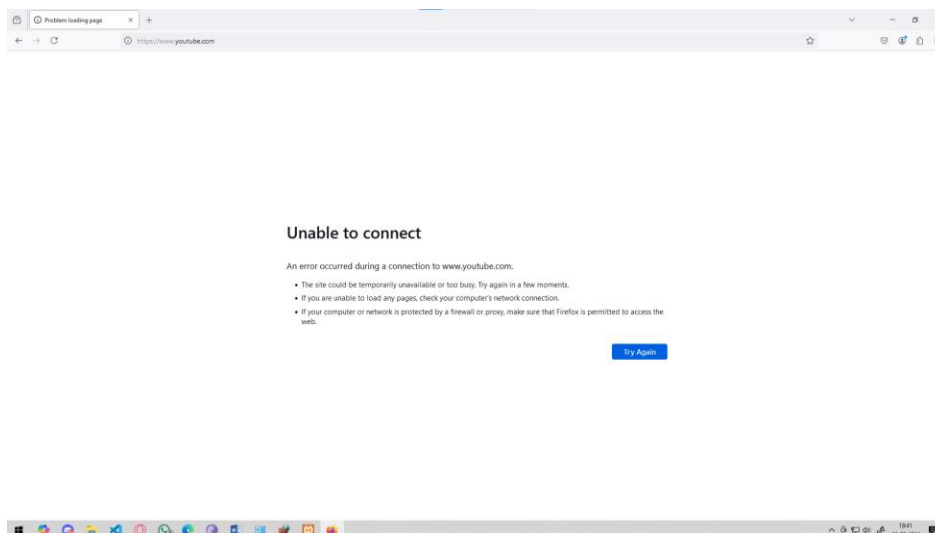 Problem loading page
https://www.youtube.com
Unable to connect
An error occurred during a connection to www.youtube.com.
• The site could be temporarily unavailable or too busy. Try again in a few moments.
• If you are unable to load any pages, check your computer's network connection.
• If your computer or network is protected by a firewall or proxy, make sure that Firefox is permitted to access the
web.
Try Again
1841